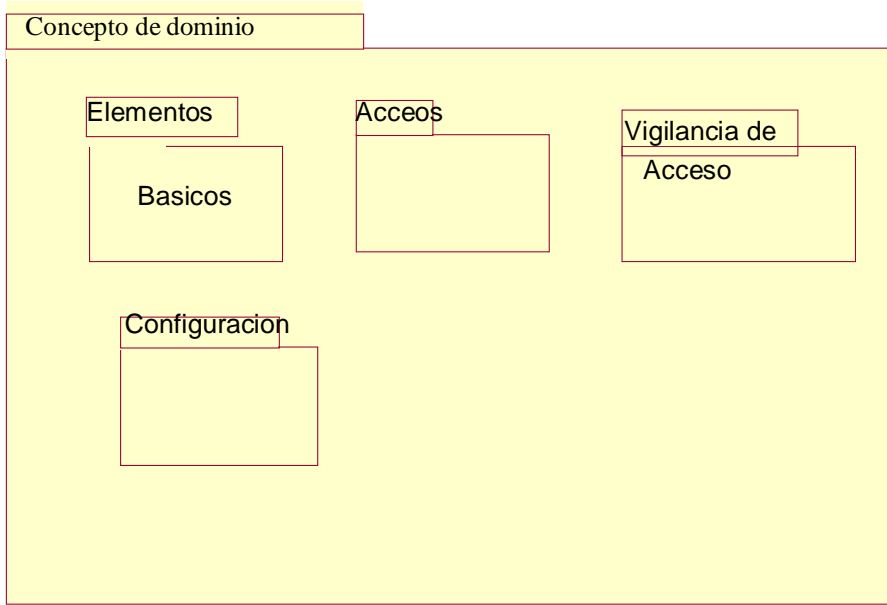 Concepto de dominio
Elementos
Basicos
Acceos
Vigilancia de
Acceso
Configuracion